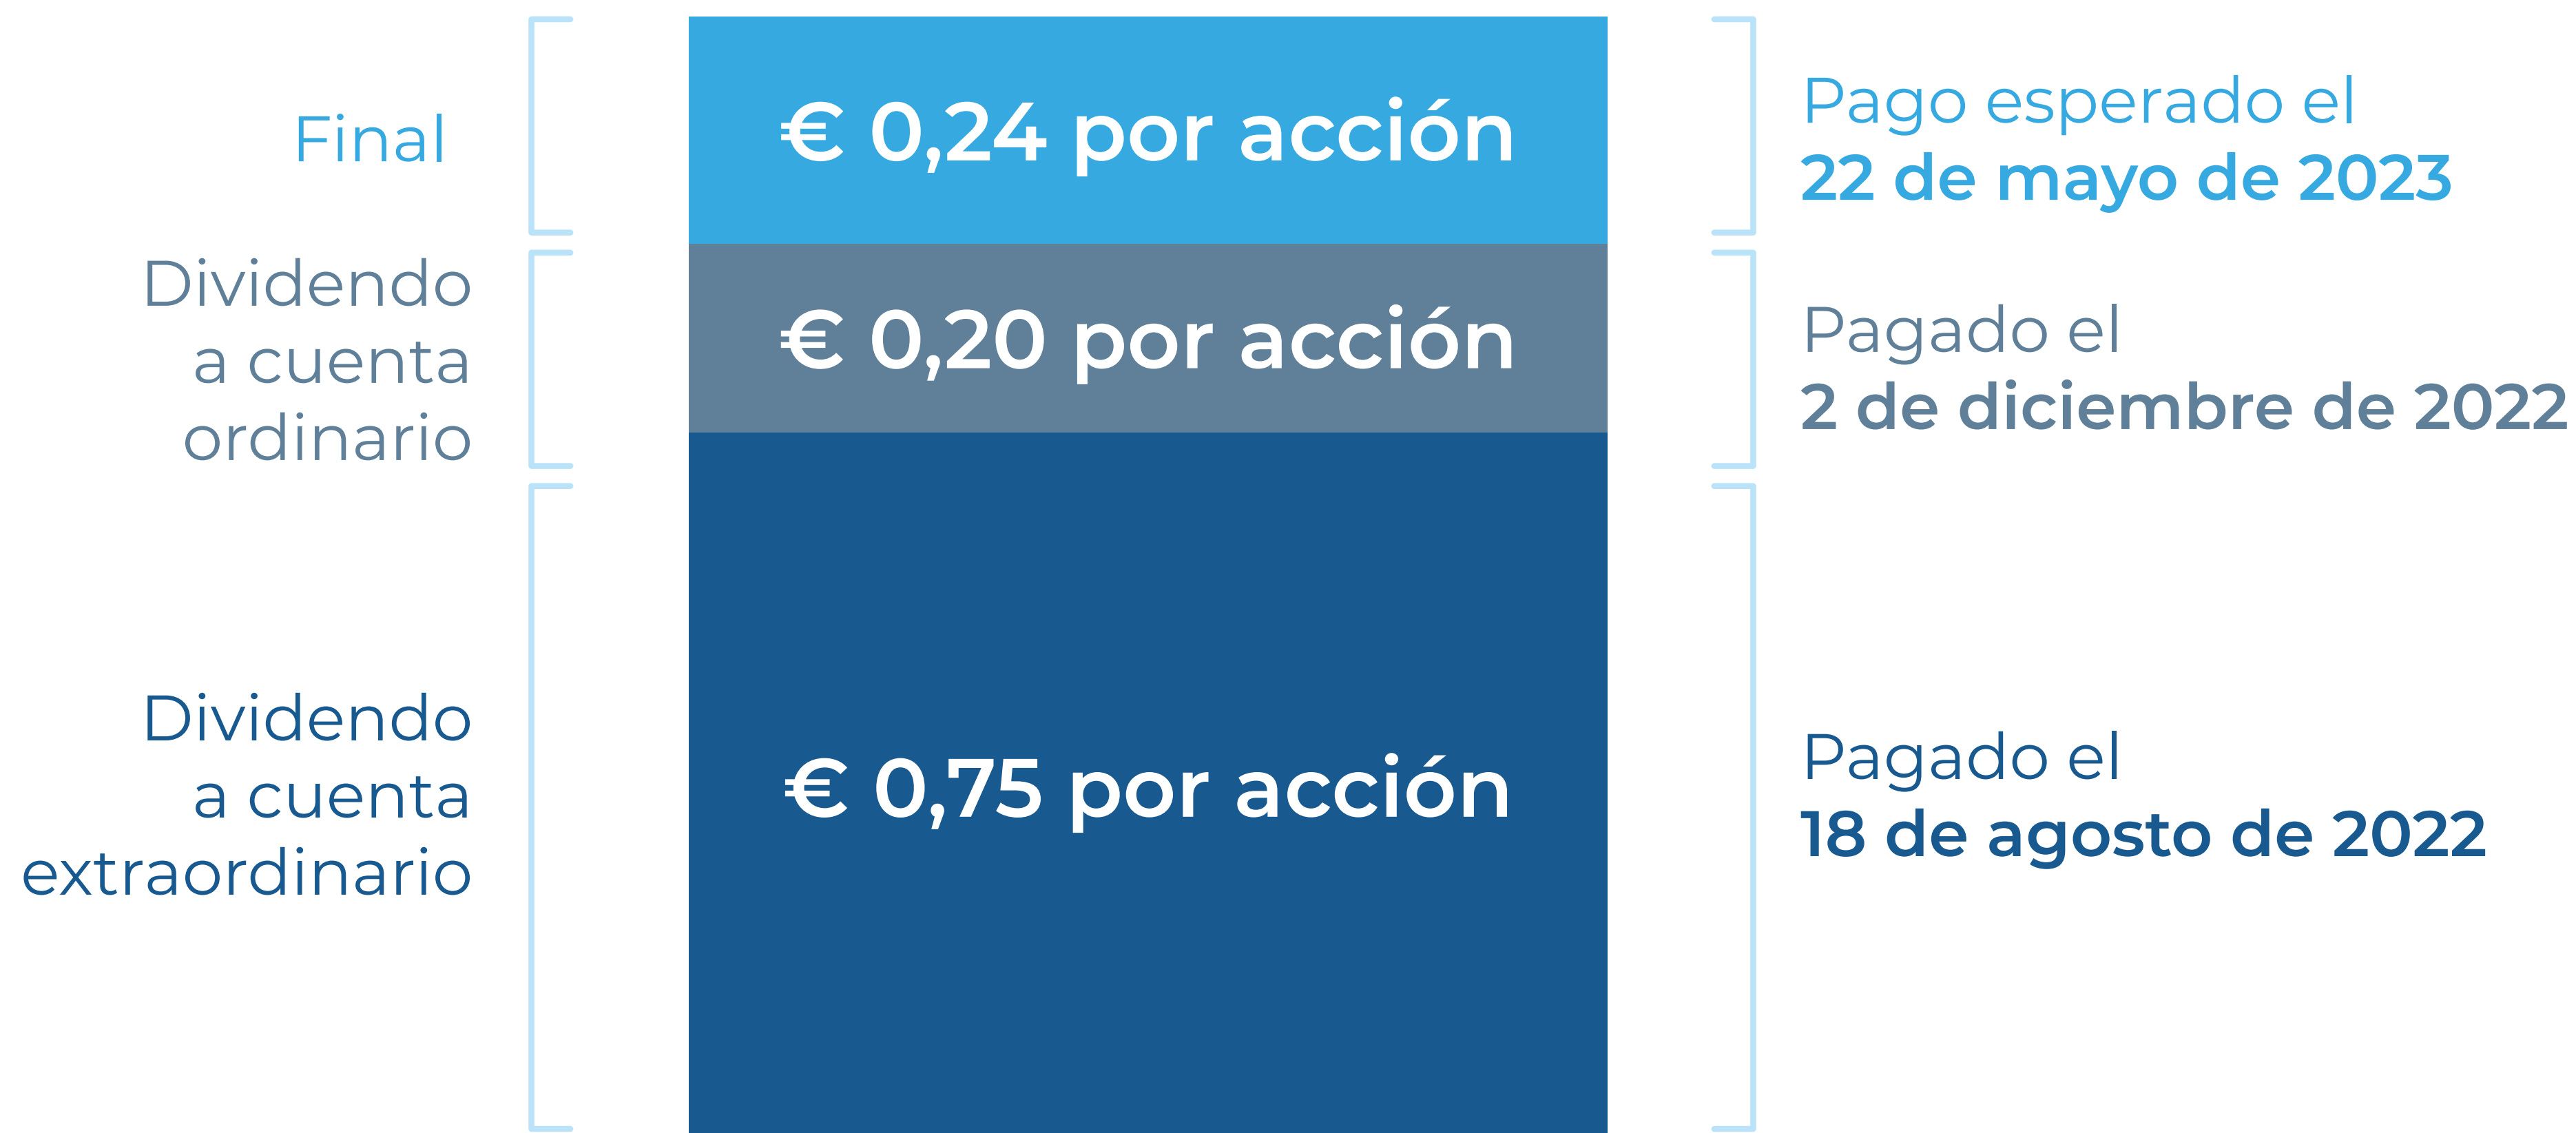 Final
€ 0,24 por acción
Pago esperado el
22 de mayo de 2023
Dividendo
a cuenta
ordinario
€ 0,20 por acción
Pagado el
2 de diciembre de 2022
Dividendo
a cuenta
extraordinario
€ 0,75 por acción
Pagado el
18 de agosto de 2022